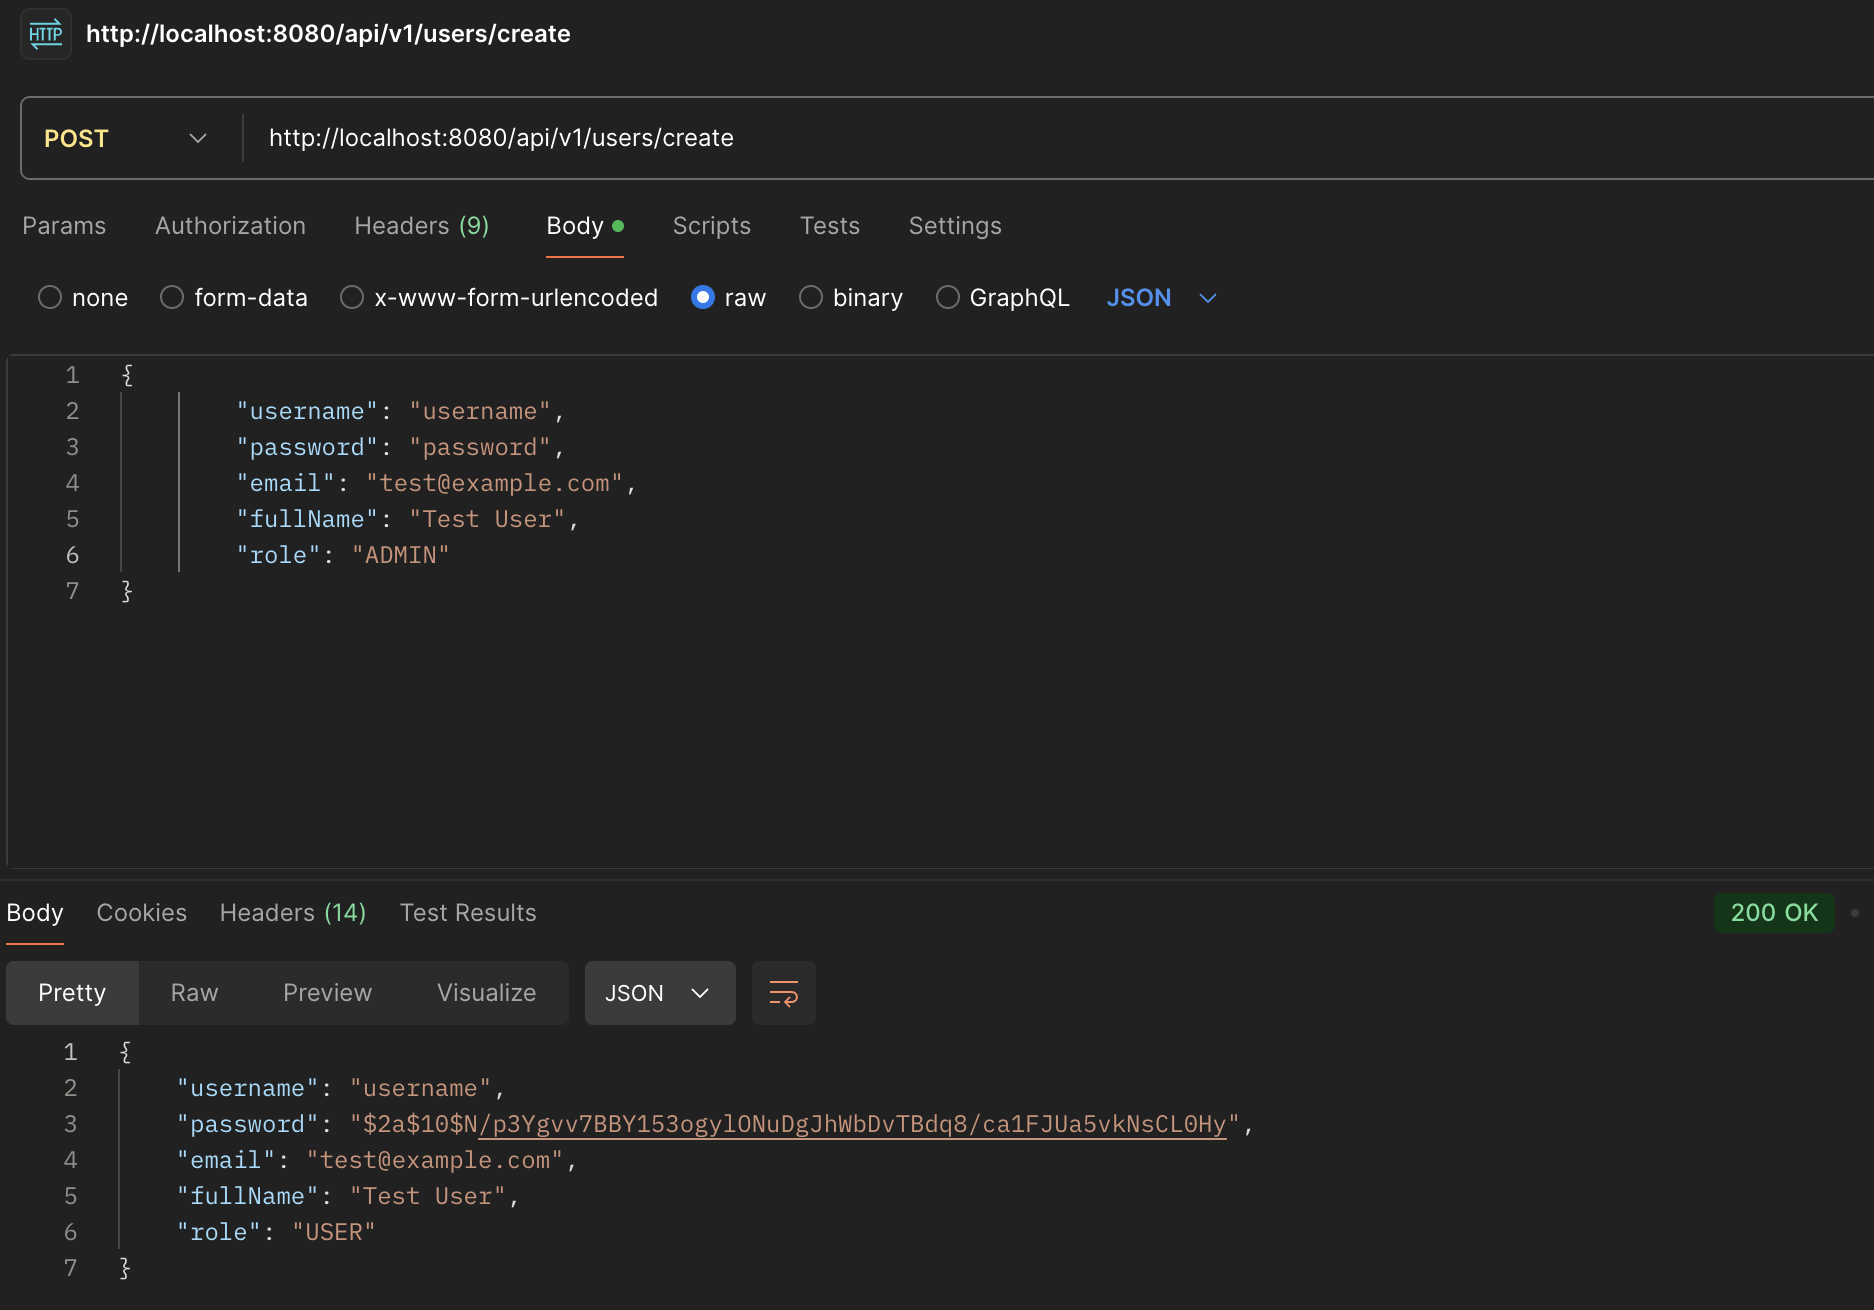 HTTP http://localhost:8080/api/v1/users/create
POST http://localhost:8080/api/v1/users/create
Params Authorization Headers (9) Body Scripts Tests Settings
none form-data x-www-form-urlencoded raw binary GraphQL JSON
1 {
2 "username": "username",
3 "password": "password",
4 "email": "test@example.com",
5 "fullName": "Test User",
6 "role": "ADMIN"
7 }
Body Cookies Headers (14) Test Results 200 OK
Pretty Raw Preview Visualize JSON
1 {
2 "username": "username",
3 "password": "$2a$10$N/p3Ygvv7BBY153ogylONuDgJhWbDvTBdq8/ca1FJUa5vkNsCL0Hy",
4 "email": "test@example.com",
5 "fullName": "Test User",
6 "role": "USER"
7 }